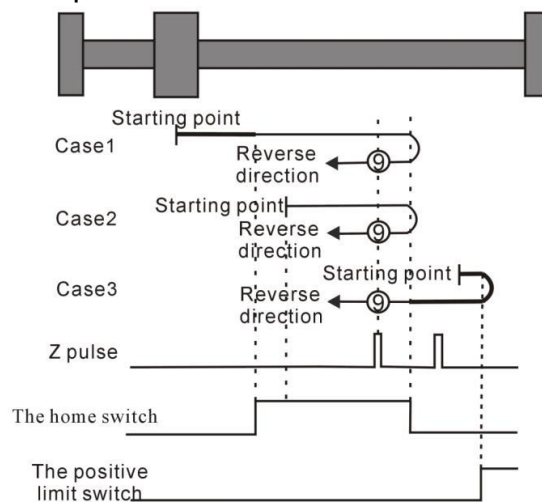 Starting point
Case1
Reverse
direction
9
Starting point
Case2
Reverse
direction
9
Starting point
Case3
Reverse
direction
9
Z pulse
The home switch
The positive
limit switch